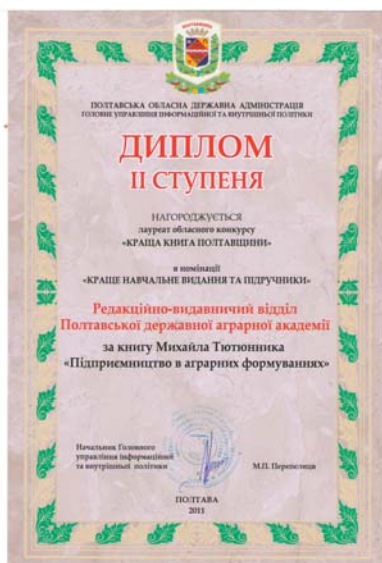 ПОЛТАВСЬКА ОБЛАСНА ДЕРЖАВНА АДМІНІСТРАЦІЯ
ГОЛОВНЕ УПРАВЛІННЯ ІНФОРМАЦІЙНОЇ ТА ВНУТРІШНЬОЇ ПОЛІТИКИ
ДИПЛОМ
ІІ СТУПЕНЯ
НАГОРОДЖУЄТЬСЯ
лауреат обласного конкурсу
«КРАЩА КНИГА ПОЛТАВЩИНИ»
в номінації
«КРАЩЕ НАВЧАЛЬНЕ ВИДАННЯ ТА ПІДРУЧНИКИ»
Редакційно-видавничий відділ
Полтавської державної аграрної академії
за книгу Михайла Тютюнника
«Підприємництво в аграрних формуваннях»
Начальник Головного
управління інформаційної
та внутрішньої політики
М.П. Перепелиця
ПОЛТАВА
2011